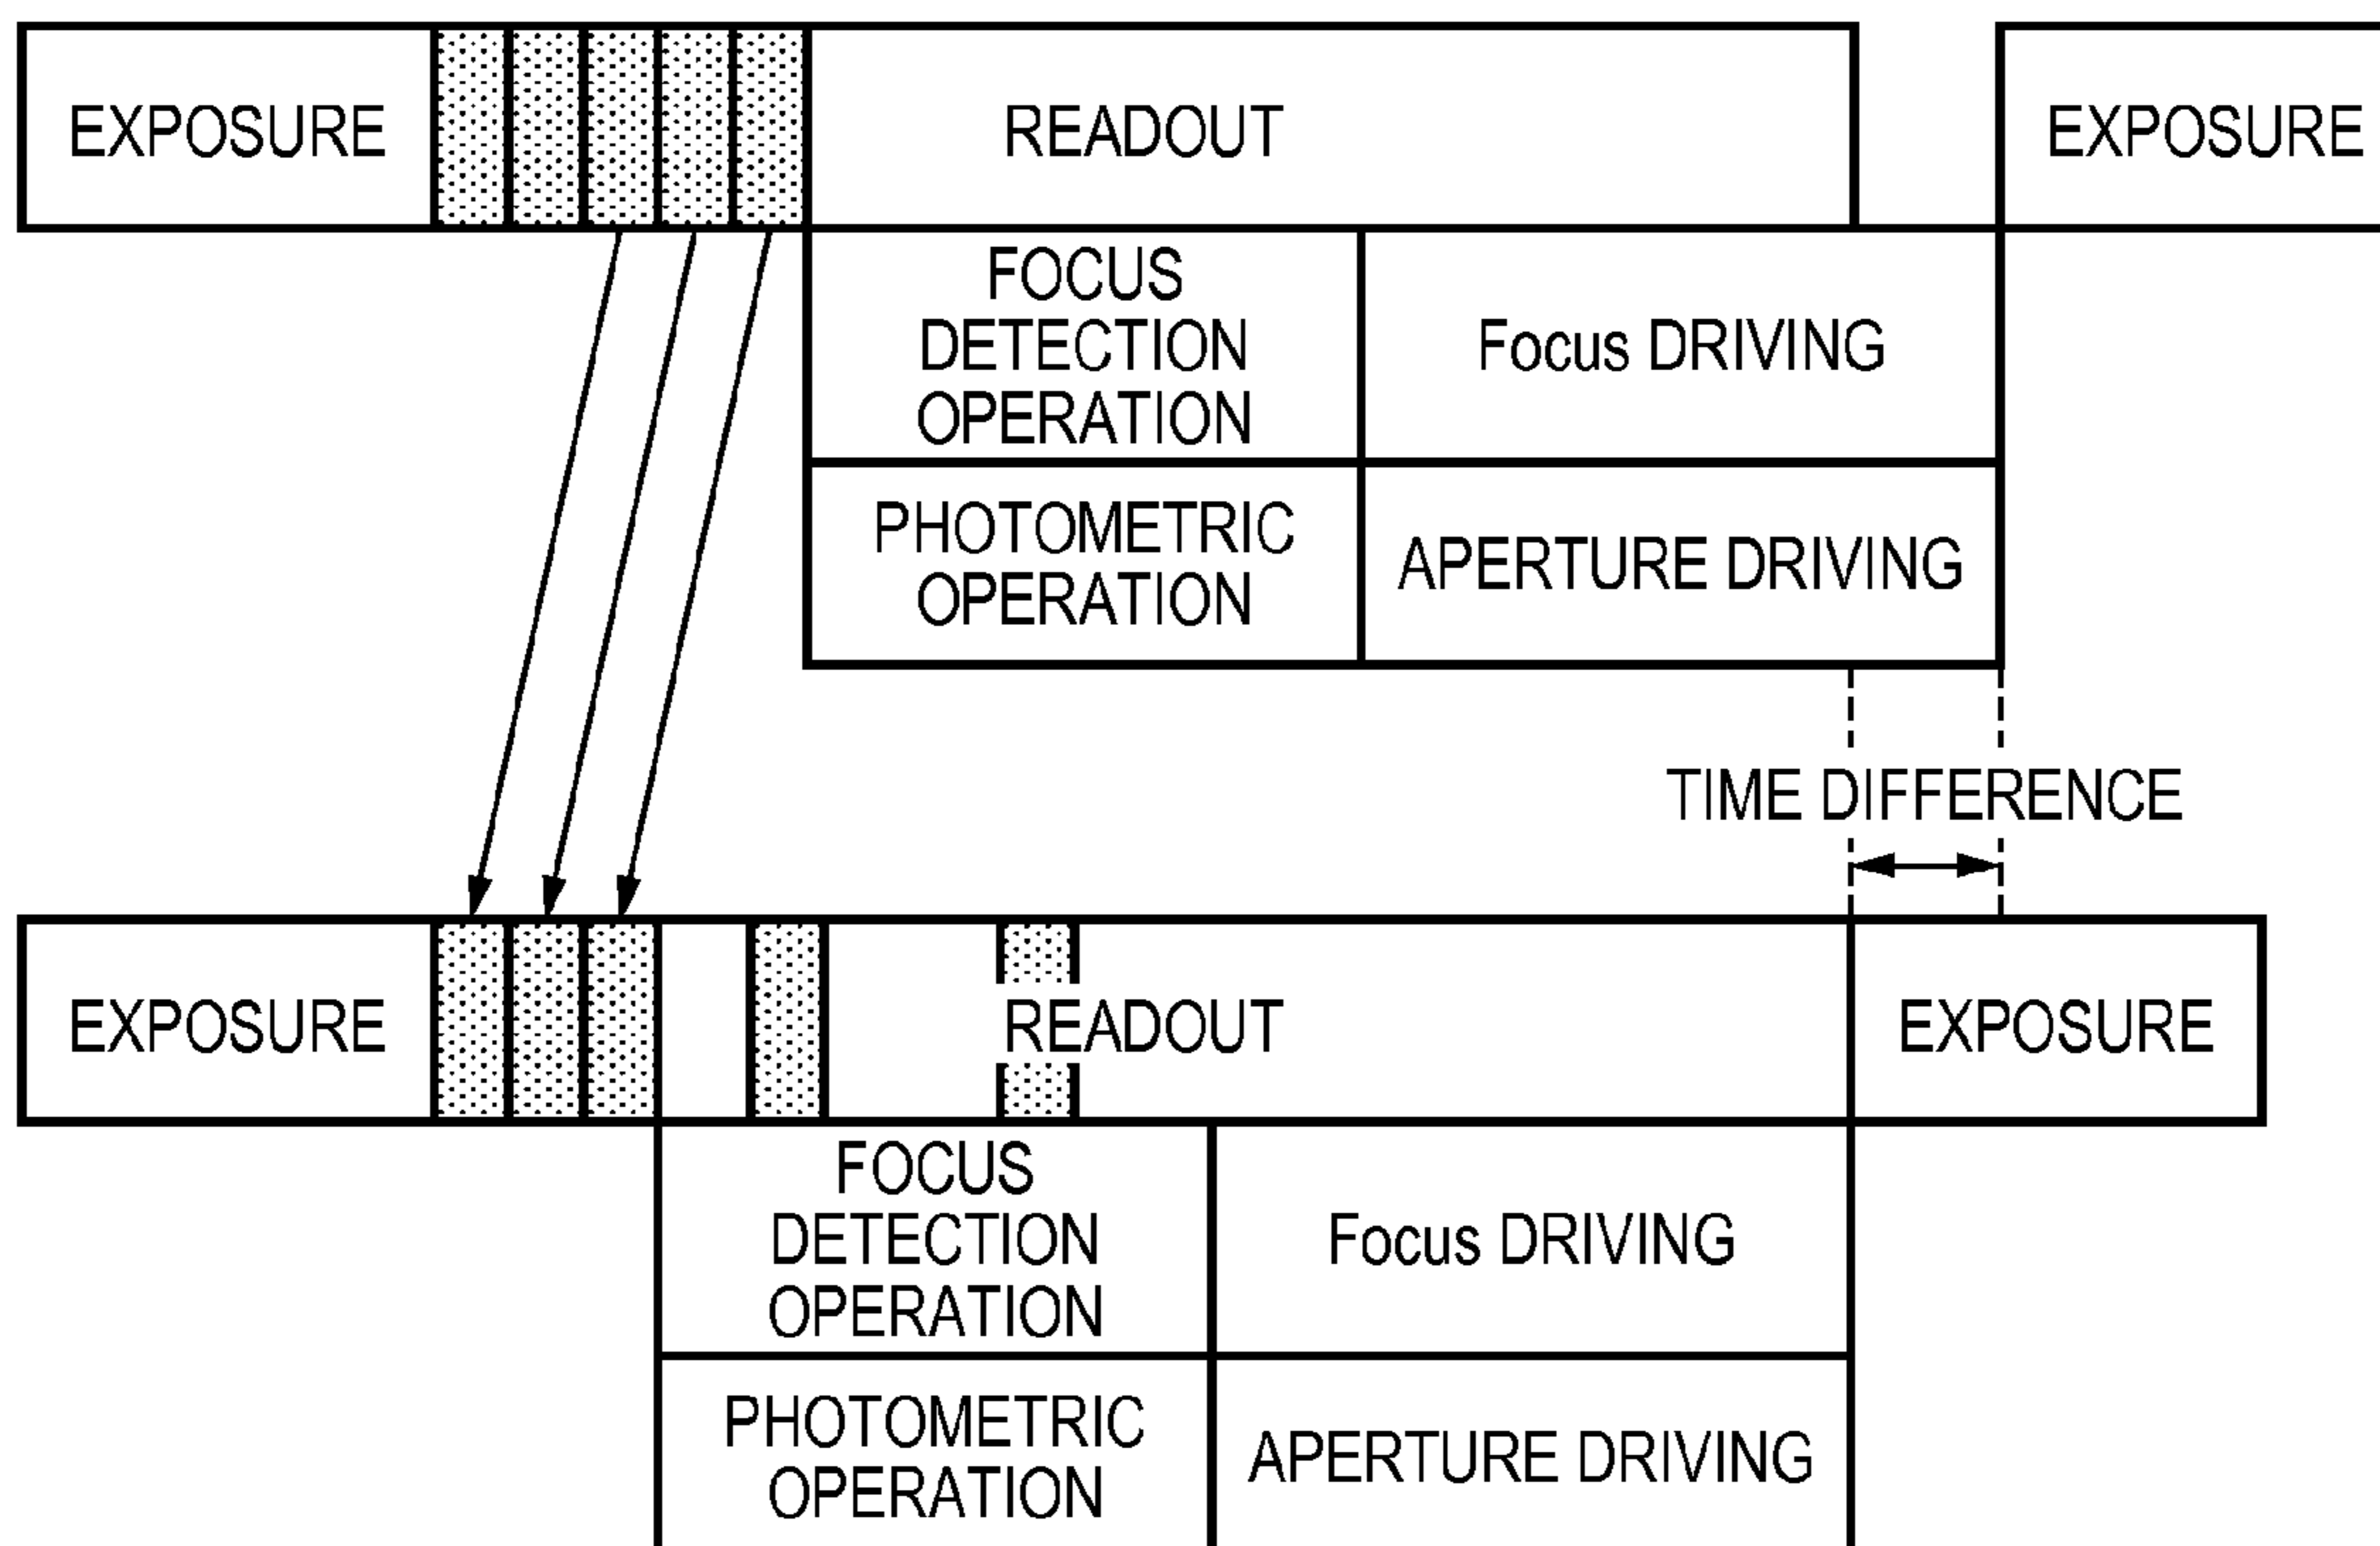 EXPOSURE
READOUT
EXPOSURE
FOCUS
DETECTION
OPERATION
Focus DRIVING
PHOTOMETRIC
OPERATION
APERTURE DRIVING
TIME DIFFERENCE
EXPOSURE
READOUT
EXPOSURE
FOCUS
DETECTION
OPERATION
Focus DRIVING
PHOTOMETRIC
OPERATION
APERTURE DRIVING